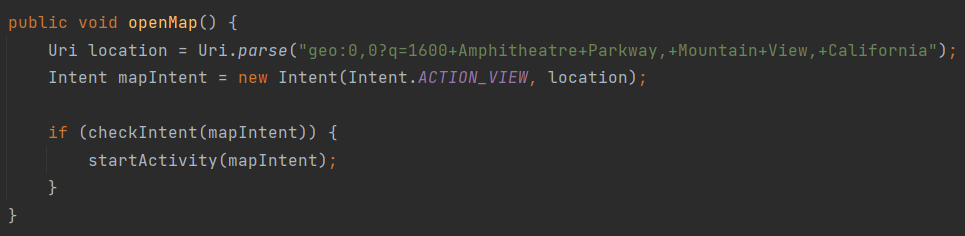 public void openMap() {
    Uri location = Uri.parse("geo:0,0?q=1600+Amphitheatre+Parkway,+Mountain+View,+California");
    Intent mapIntent = new Intent(Intent.ACTION_VIEW, location);

    if (checkIntent(mapIntent)) {
        startActivity(mapIntent);
    }
}